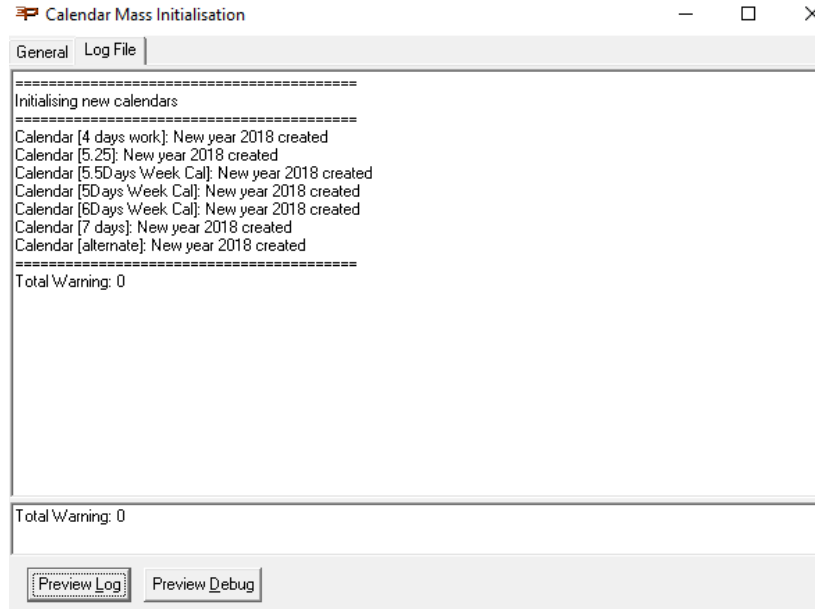 Calendar Mass Initialisation
General Log File
=========================================
Initialising new calendars
=========================================
Calendar [4 days work]: New year 2018 created
Calendar [5.25]: New year 2018 created
Calendar [5.5Days Week Cal]: New year 2018 created
Calendar [5Days Week Cal]: New year 2018 created
Calendar [6Days Week Cal]: New year 2018 created
Calendar [7 days]: New year 2018 created
Calendar [alternate]: New year 2018 created
=========================================
Total Warning: 0
Total Warning: 0
Preview Log Preview Debug